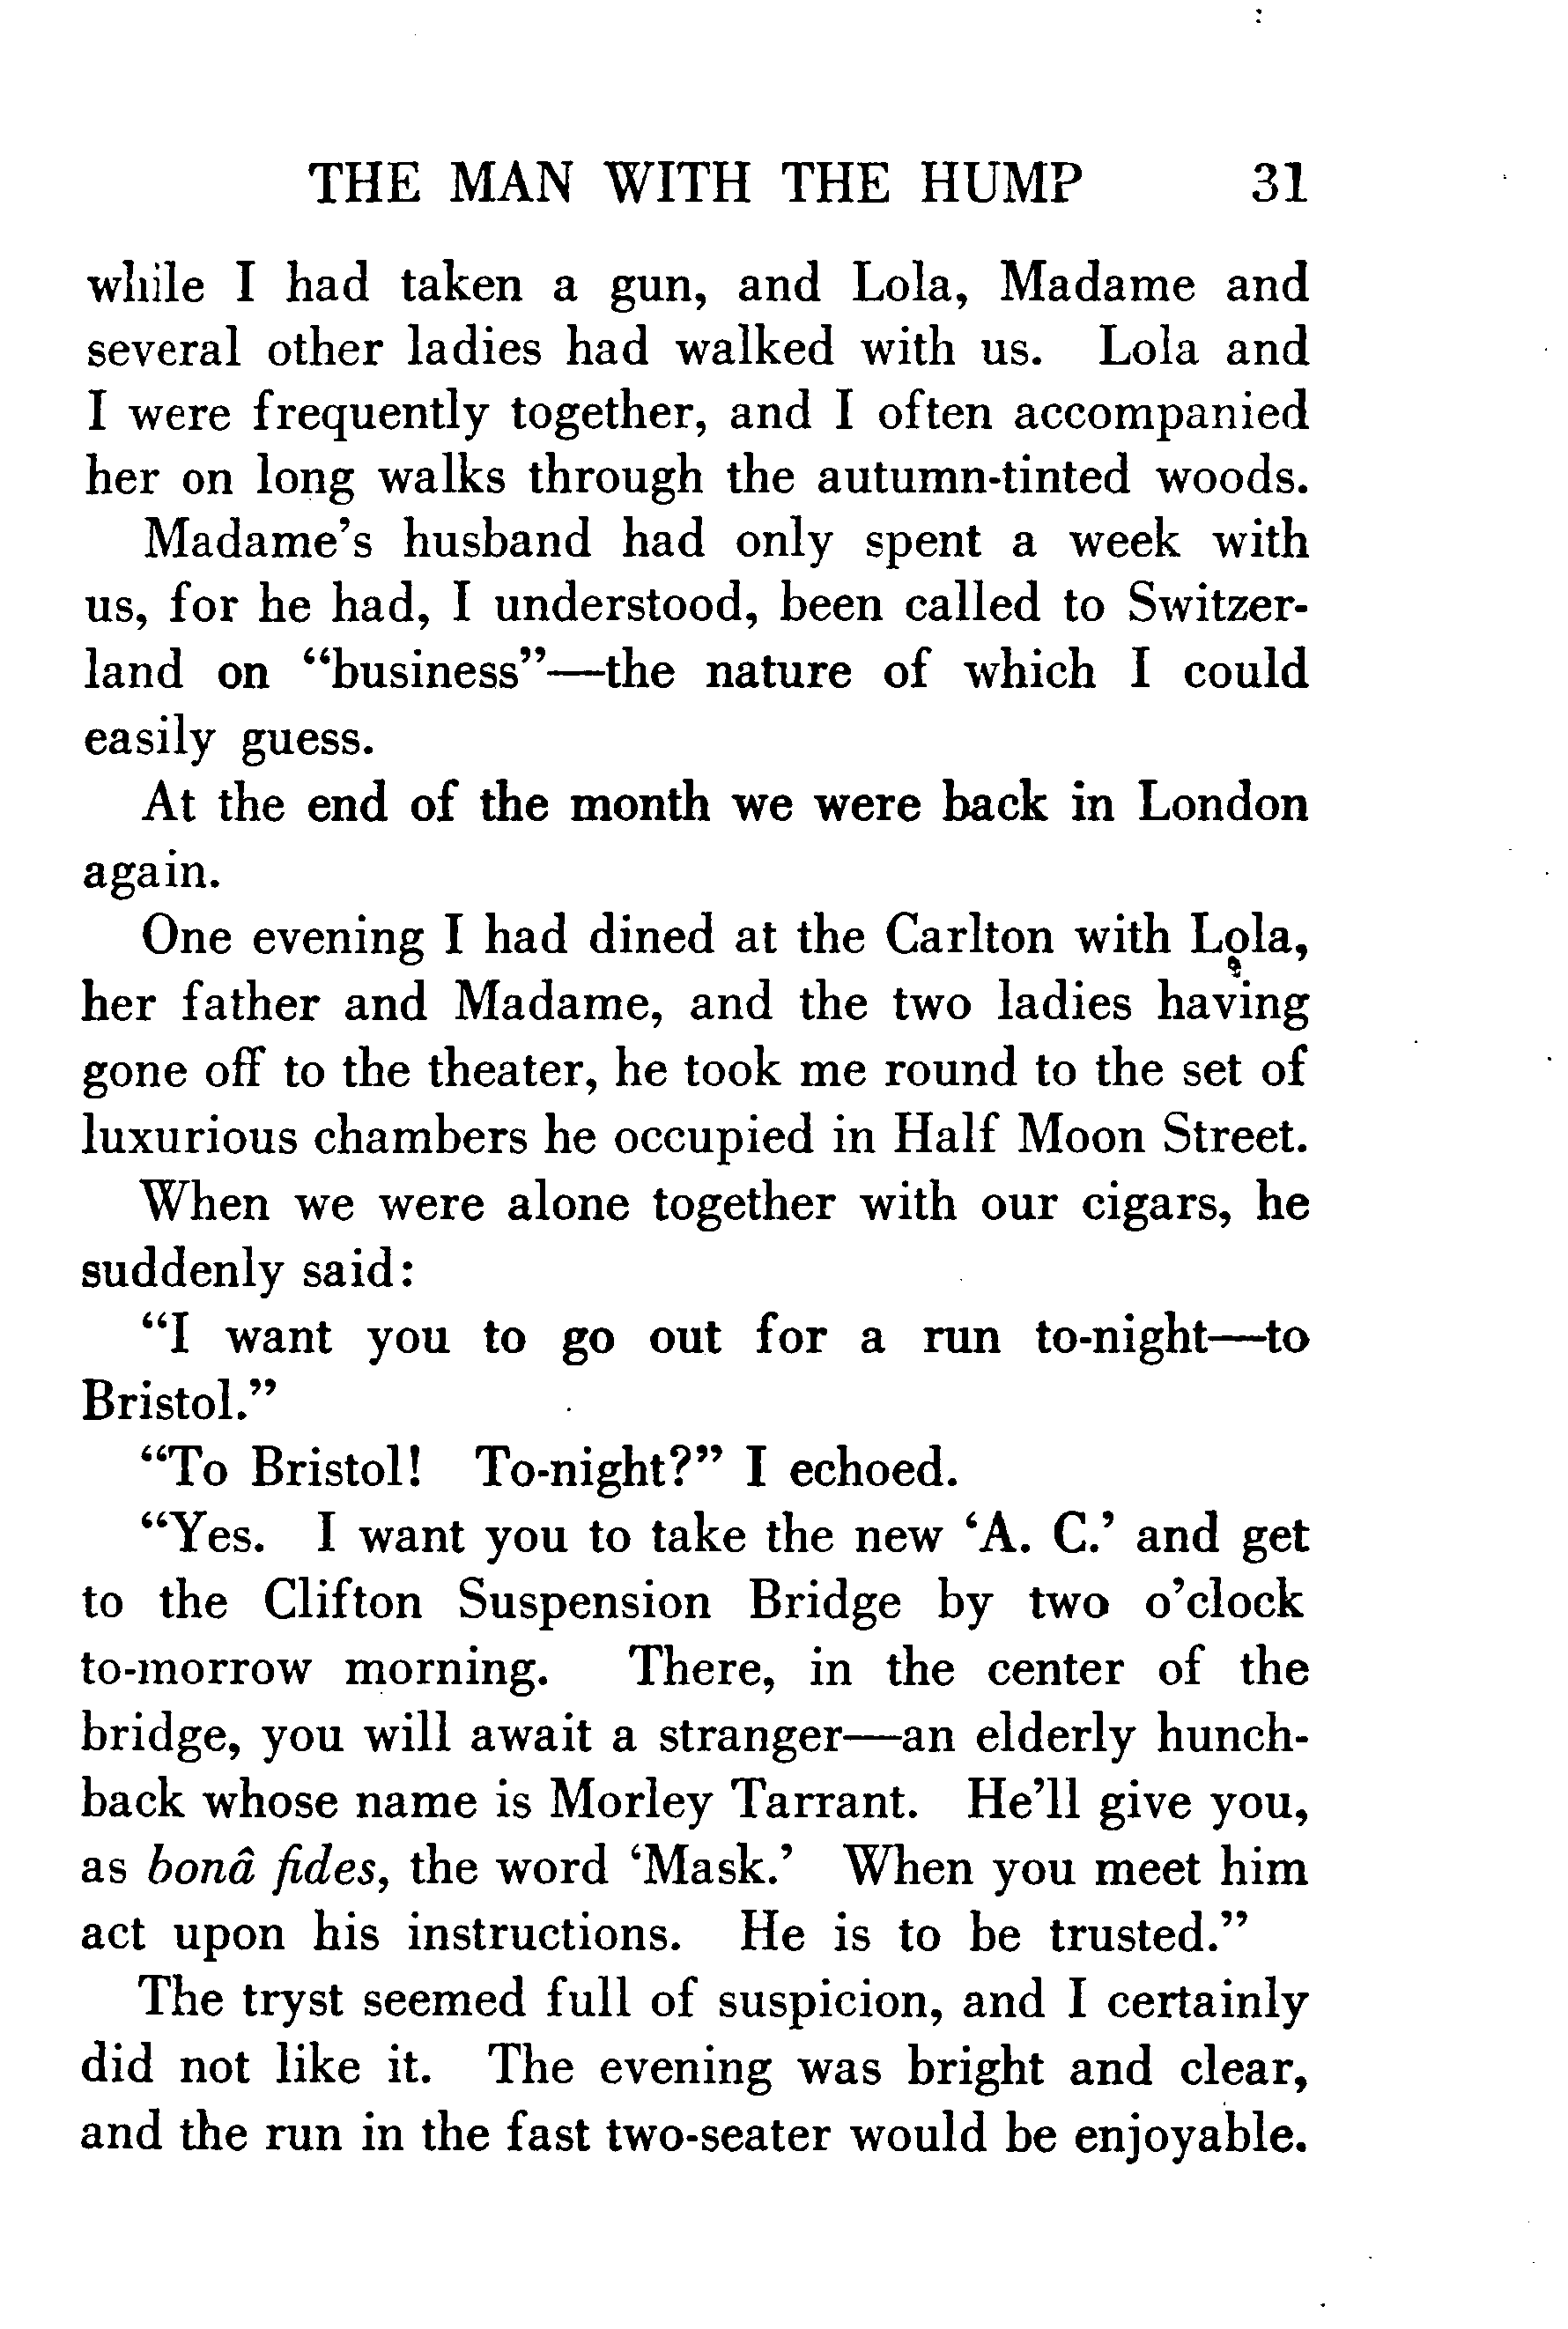 THE MAN WITH THE HUMP 31
while I had taken a gun, and Lola, Madame and
several other ladies had walked with us. Lola and
I were frequently together, and I often accompanied
her on long walks through the autumn-tinted woods.
Madame's husband had only spent a week with
us, for he had, I understood, been called to Switzer-
land on “business”—the nature of which I could
easily guess.
At the end of the month we were back in London
again.
One evening I had dined at the Carlton with Lola,
her father and Madame, and the two ladies having
gone off to the theater, he took me round to the set of
luxurious chambers he occupied in Half Moon Street.
When we were alone together with our cigars, he
suddenly said:
“I want you to go out for a run to-night—to
Bristol.”
“To Bristol! To-night?” I echoed.
“Yes. I want you to take the new ‘A. C.’ and get
to the Clifton Suspension Bridge by two o’clock
to-morrow morning. There, in the center of the
bridge, you will await a stranger—an elderly hunch-
back whose name is Morley Tarrant. He’ll give you,
as bonâ fides, the word ‘Mask.’ When you meet him
act upon his instructions. He is to be trusted.”
The tryst seemed full of suspicion, and I certainly
did not like it. The evening was bright and clear,
and the run in the fast two-seater would be enjoyable.